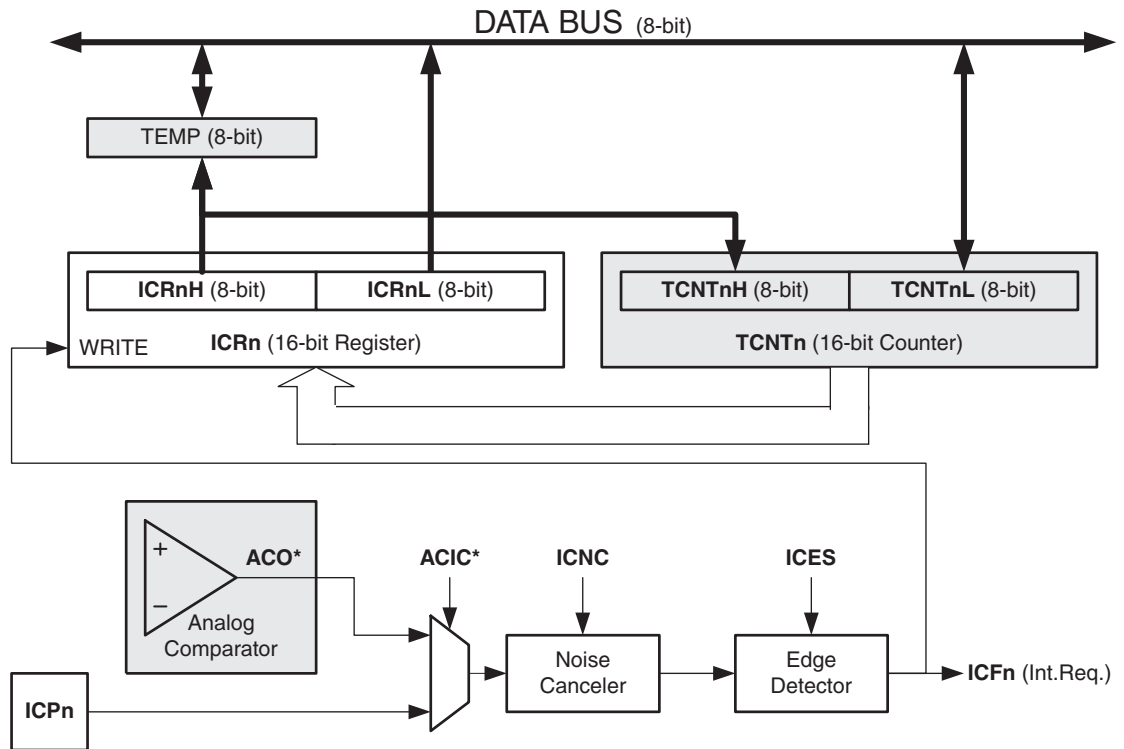 DATA BUS (8-bit)
TEMP (8-bit)
ICRnH (8-bit) ICRnL (8-bit) TCNTnH (8-bit) TCNTnL (8-bit)
WRITE ICRn (16-bit Register) TCNTn (16-bit Counter)
+ ACO* ACIC* ICNC ICES
−
Analog
Comparator
Noise
Canceler
Edge
Detector
ICFn (Int.Req.)
ICPn